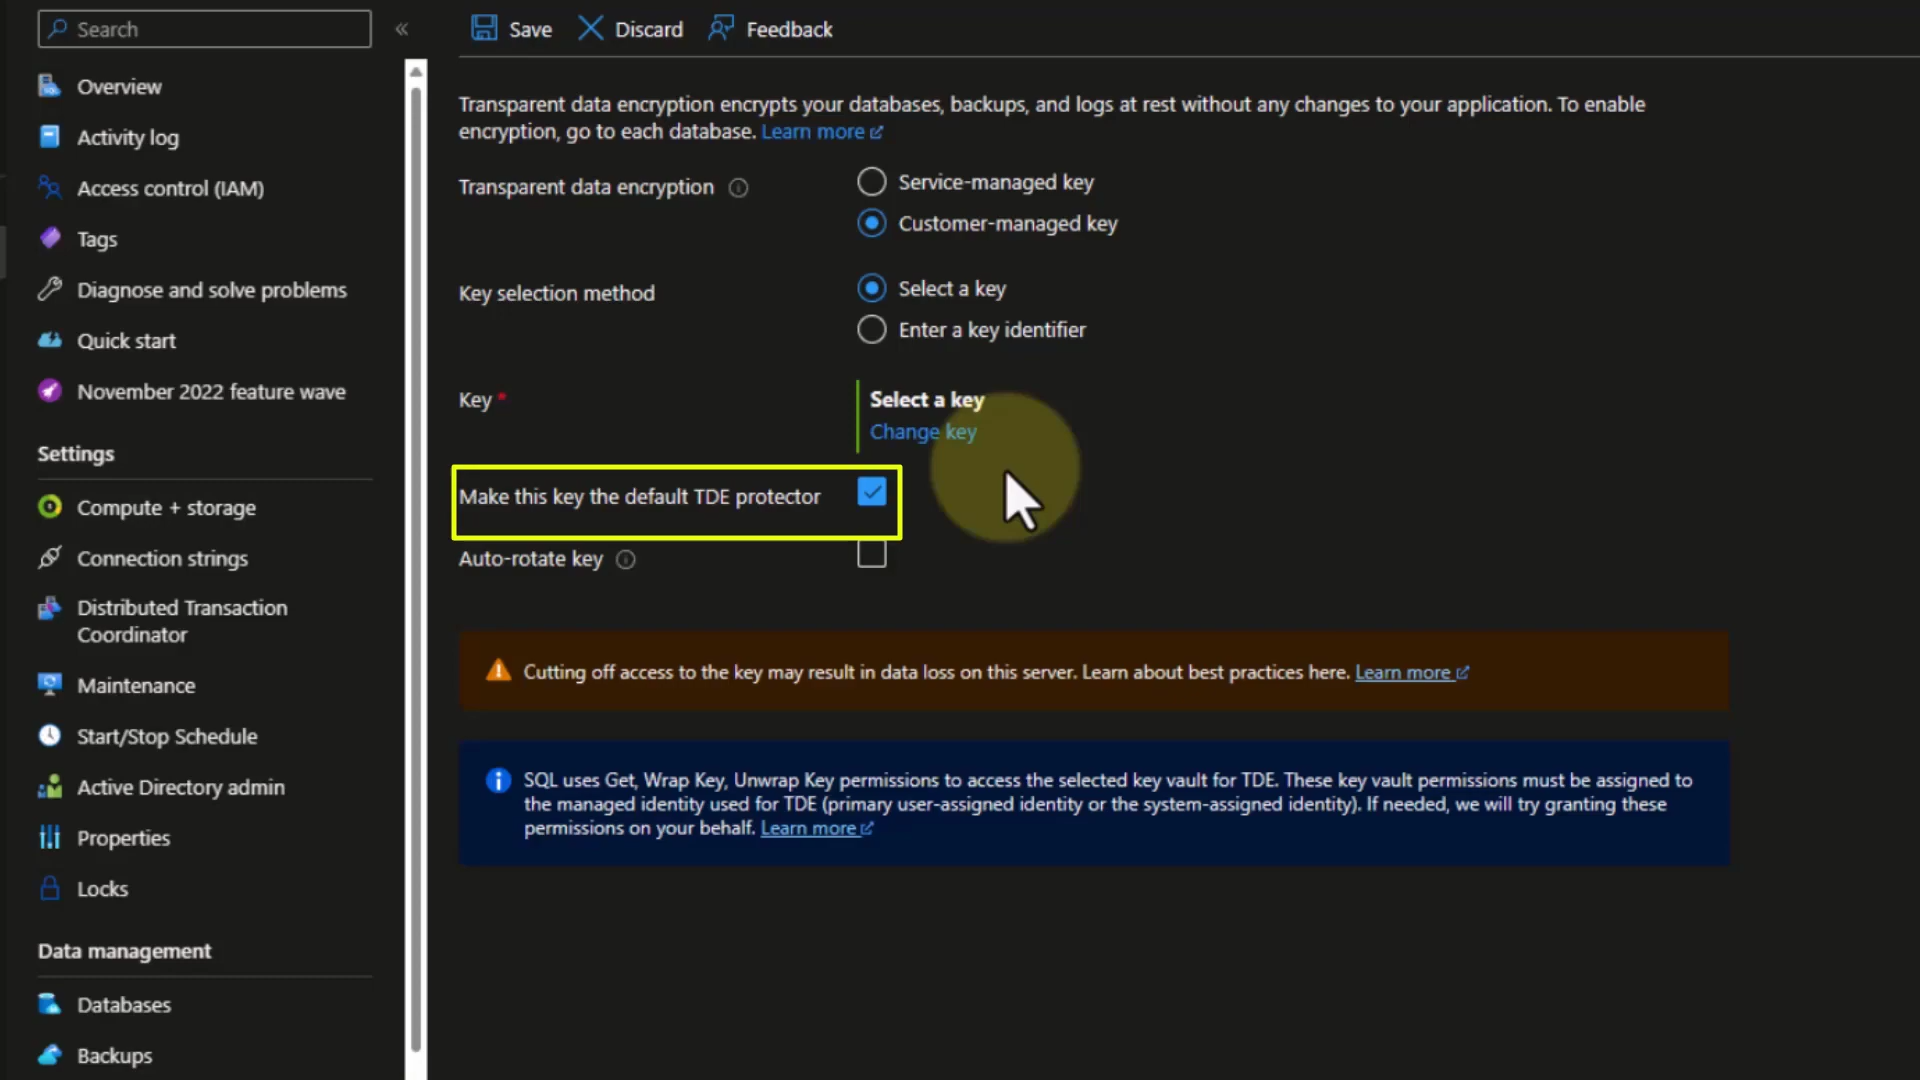 Search
«
Save
Discard
Feedback
Overview
Activity log
Access control (IAM)
Tags
Diagnose and solve problems
Quick start
November 2022 feature wave
Settings
Compute + storage
Connection strings
Distributed Transaction
Coordinator
Maintenance
Start/Stop Schedule
Active Directory admin
Properties
Locks
Data management
Databases
Backups
Transparent data encryption encrypts your databases, backups, and logs at rest without any changes to your application. To enable
encryption, go to each database. Learn more
Transparent data encryption
Service-managed key
Customer-managed key
Key selection method
Select a key
Enter a key identifier
Key *
Select a key
Change key
Make this key the default TDE protector
Auto-rotate key
Cutting off access to the key may result in data loss on this server. Learn about best practices here. Learn more
SQL uses Get, Wrap Key, Unwrap Key permissions to access the selected key vault for TDE. These key vault permissions must be assigned to
the managed identity used for TDE (primary user-assigned identity or the system-assigned identity). If needed, we will try granting these
permissions on your behalf. Learn more